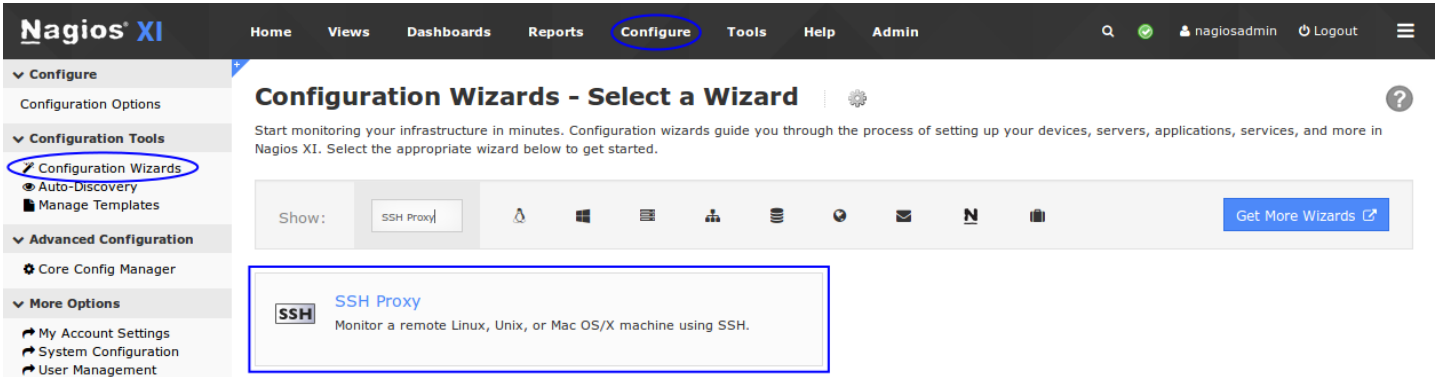 Nagios® XI
Home Views Dashboards Reports Configure Tools Help Admin nagiosadmin Logout
Configure
Configuration Options
Configuration Tools
Configuration Wizards
Auto-Discovery
Manage Templates
Advanced Configuration
Core Config Manager
More Options
My Account Settings
System Configuration
User Management
Configuration Wizards - Select a Wizard
?
Start monitoring your infrastructure in minutes. Configuration wizards guide you through the process of setting up your devices, servers, applications, services, and more in
Nagios XI. Select the appropriate wizard below to get started.
Show: SSH Proxy N Get More Wizards
SSH
SSH Proxy
Monitor a remote Linux, Unix, or Mac OS/X machine using SSH.